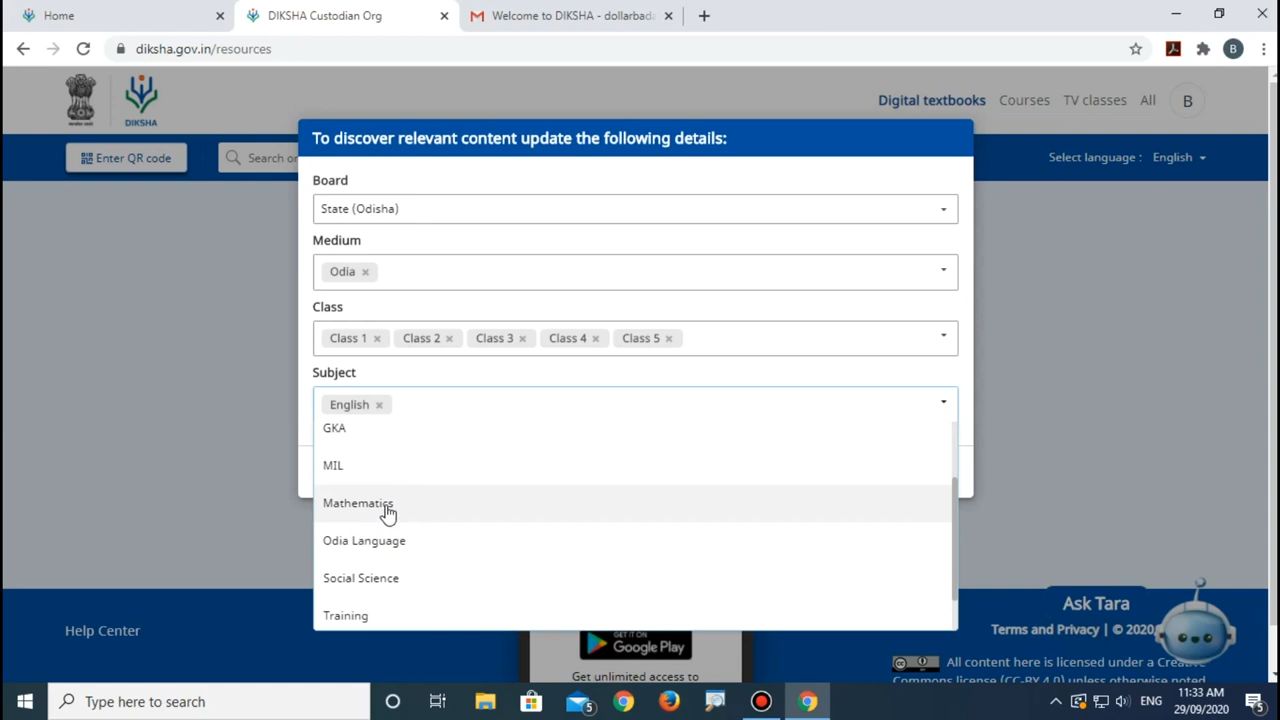 Home
DIKSHA Custodian Org
Welcome to DIKSHA - dollarbada
diksha.gov.in/resources
B
DIKSHA
Digital textbooks
Courses
TV classes
All
B
Enter QR code
Search or
Select language :
English
To discover relevant content update the following details:
Board
State (Odisha)
Medium
Odia ×
Class
Class 1 × Class 2 × Class 3 × Class 4 × Class 5 ×
Subject
English ×
GKA
MIL
Mathematics
Odia Language
Social Science
Training
Help Center
Ask Tara
Terms and Privacy | © 2020
GET IT ON
Google Play
Get unlimited access to
All content here is licensed under a Creative
Commons license (CC-BY 4.0) unless otherwise noted
Type here to search
5
ENG
11:33 AM
29/09/2020
5